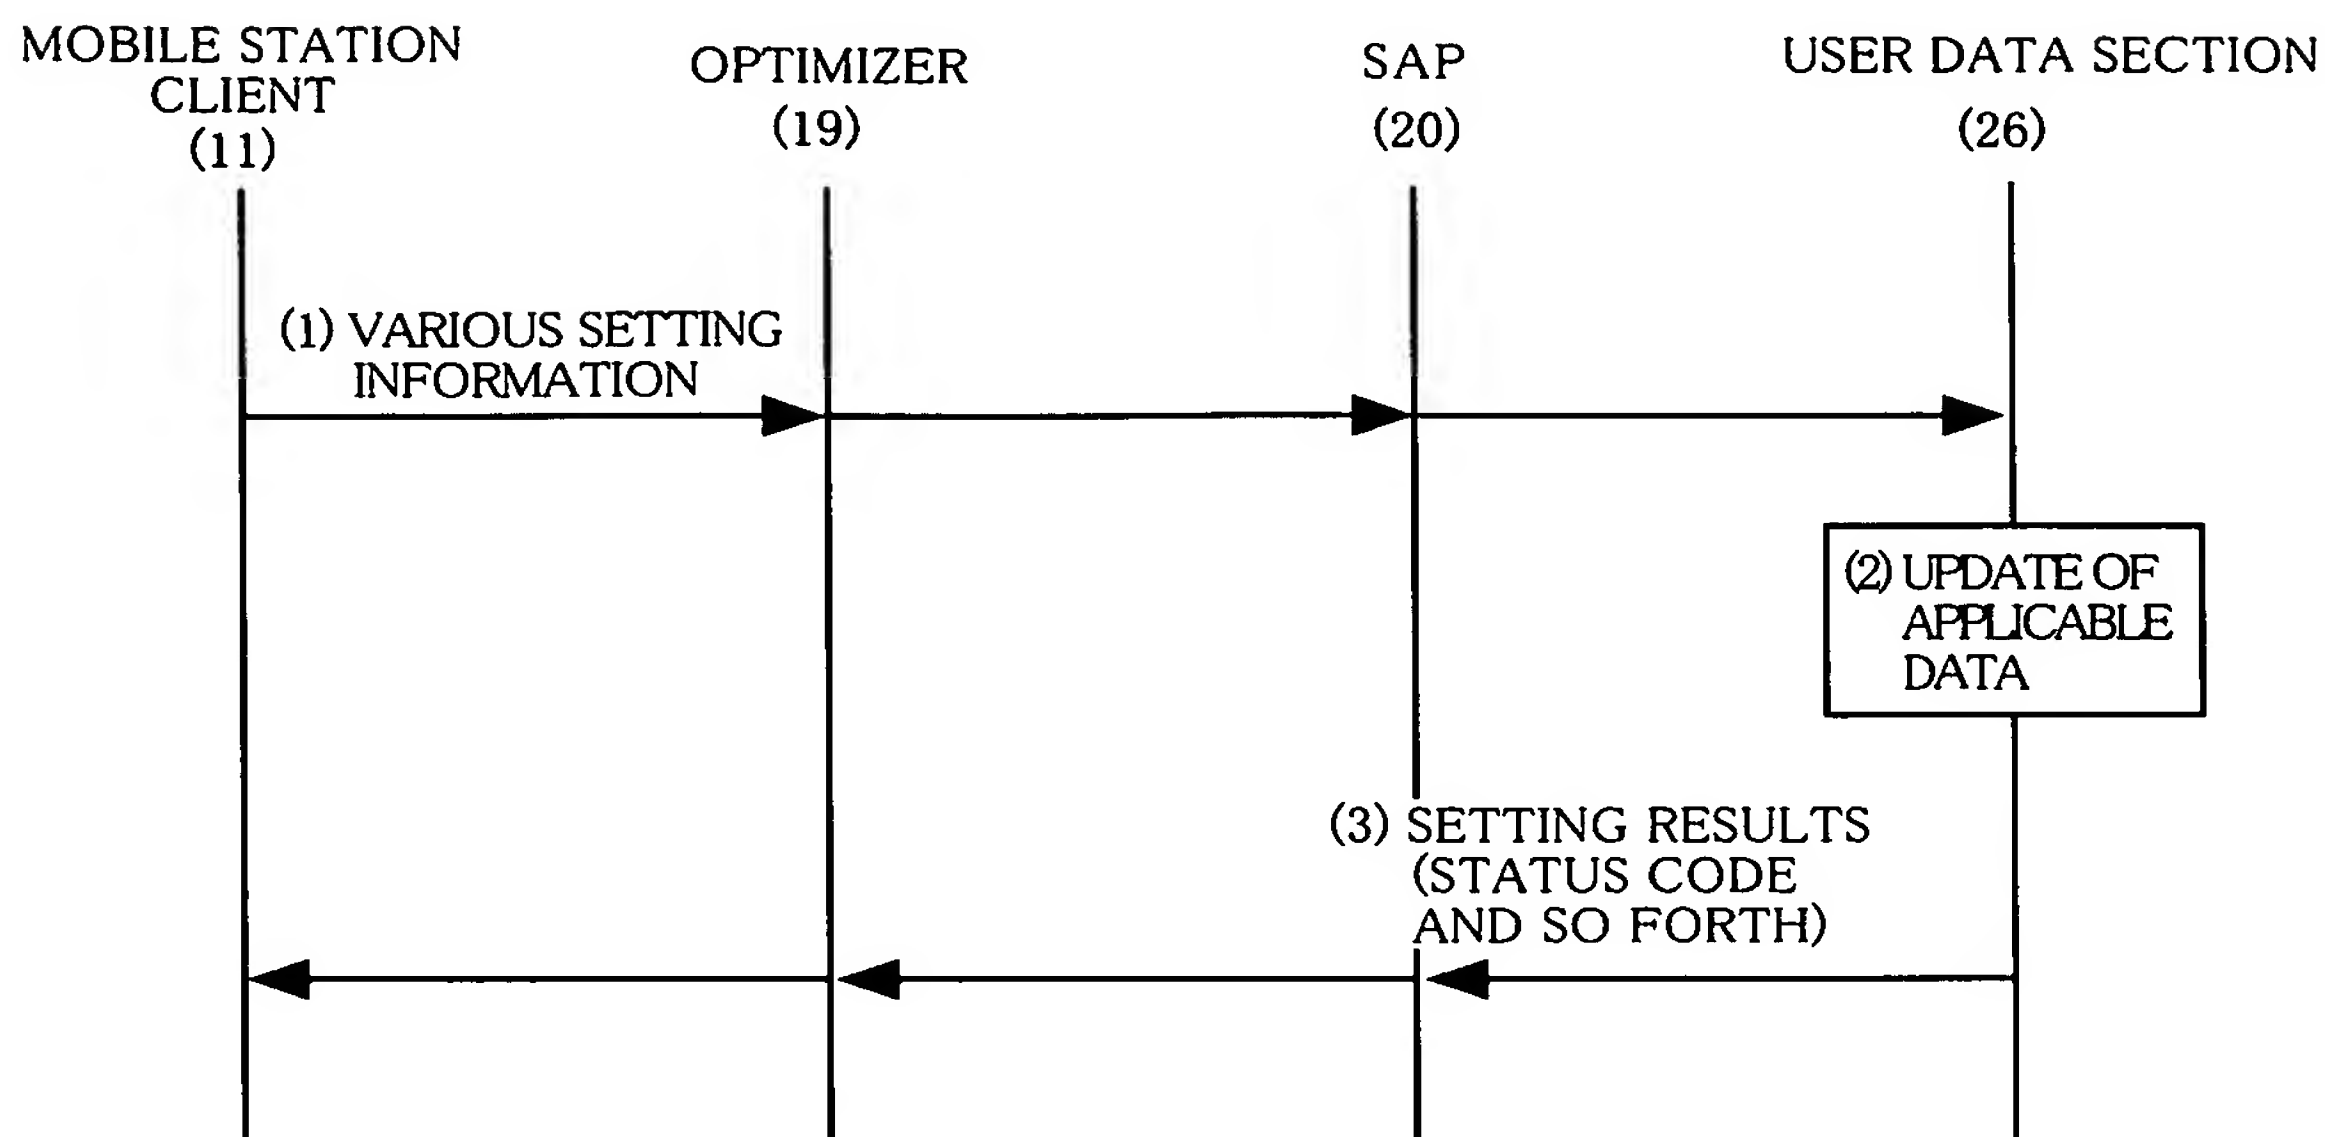 MOBILE STATION
CLIENT
(11)
OPTIMIZER
(19)
SAP
(20)
USER DATA SECTION
(26)
(1) VARIOUS SETTING
INFORMATION
(2) UPDATE OF
APPLICABLE
DATA
(3) SETTING RESULTS
(STATUS CODE
AND SO FORTH)